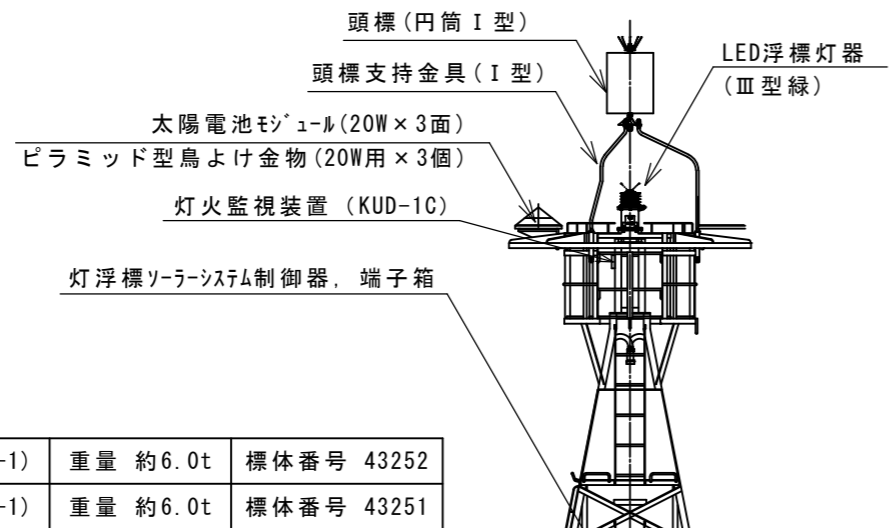 頭標(円筒Ⅰ型)
LED浮標灯器
(Ⅲ型緑)
頭標支持金具(Ⅰ型)
太陽電池ﾓｼﾞｭｰﾙ(20W×3面)
ピラミッド型鳥よけ金物(20W用×3個)
灯火監視装置 (KUD-1C)
灯浮標ｿｰﾗｰｼｽﾃﾑ制御器, 端子箱
-1) 重量 約6.0t 標体番号 43252
-1) 重量 約6.0t 標体番号 43251